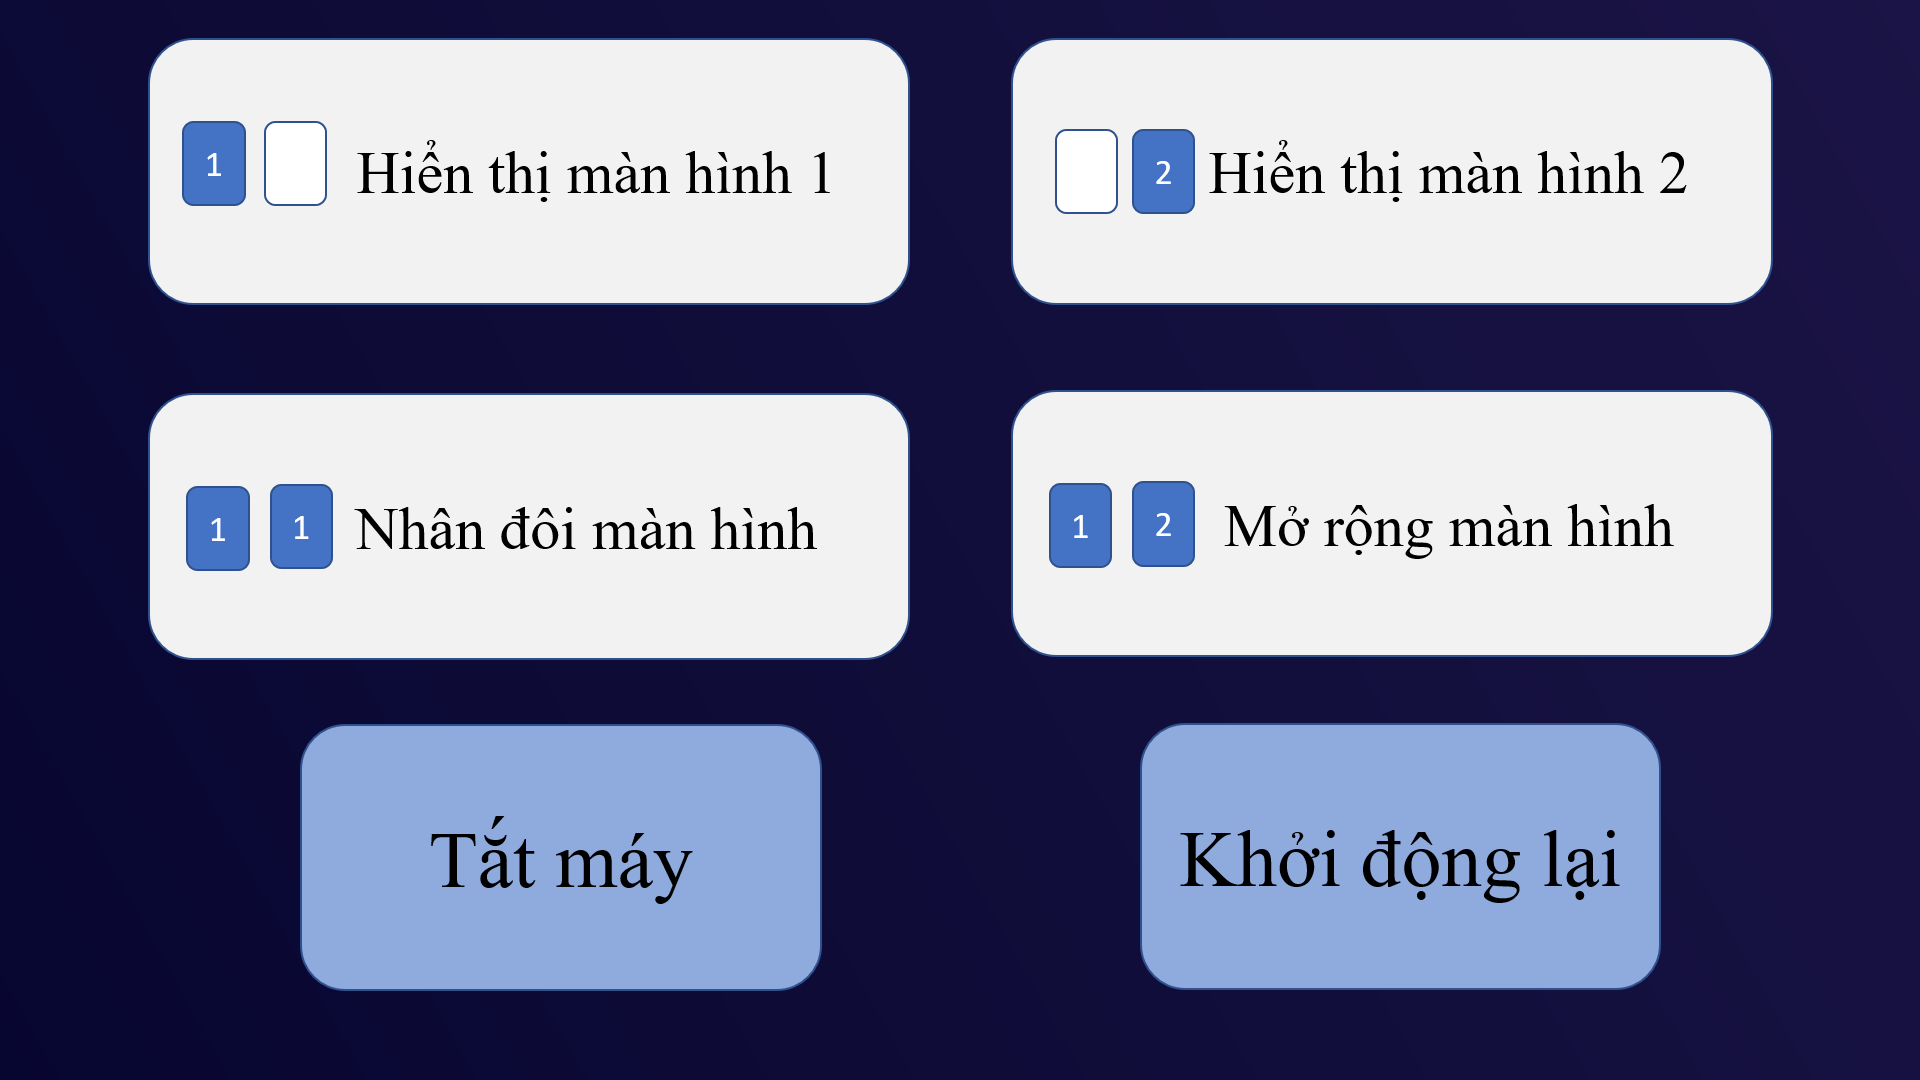 1 Hiển thị màn hình 1
2 Hiển thị màn hình 2
1 1 Nhân đôi màn hình
1 2 Mở rộng màn hình
Tắt máy
Khởi động lại